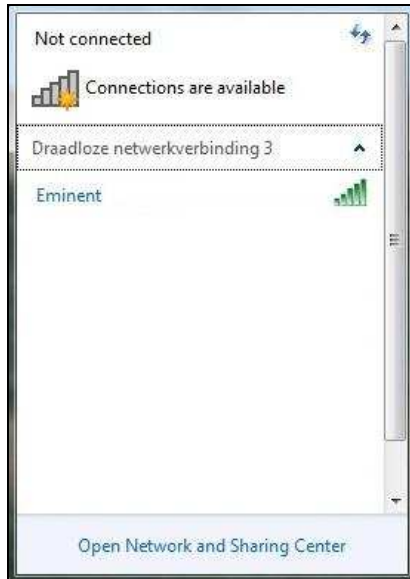 Not connected
Connections are available
Draadloze netwerkverbinding 3
Eminent
Open Network and Sharing Center